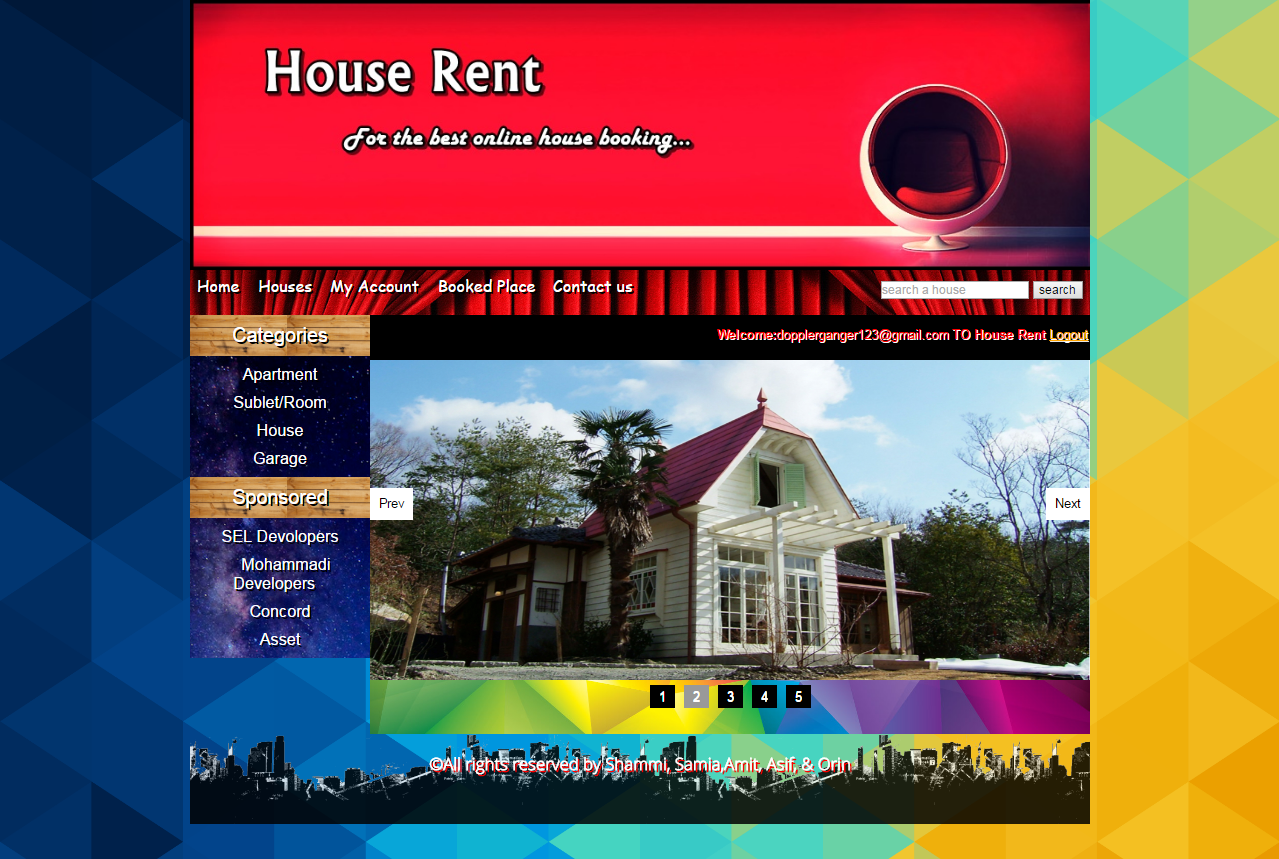 House Rent
For the best online house booking...
Home Houses My Account Booked Place Contact us search a house search
Categories
Welcome:dopplerganger123@gmail.com TO House Rent Logout
Apartment
Sublet/Room
House
Garage
Sponsored
Prev
Next
SEL Devolopers
Mohammadi
Developers
Concord
Asset
1 2 3 4 5
©All rights reserved by Shammi, Samia,Amit, Asif, & Orin